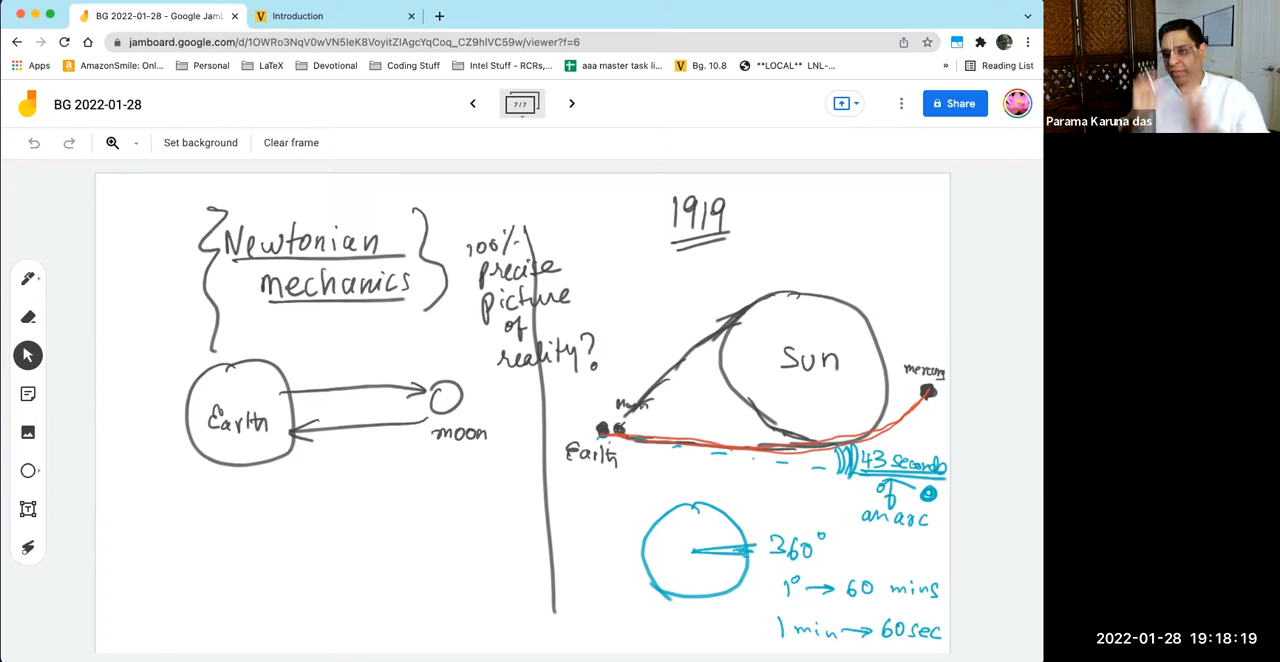 BG 2022-01-28 - Google Jam
Introduction
jamboard.google.com/d/1OWRo3NqV0wVN5IeK8VoyitZlAgcYqCoq_CZ9hIVC59w/viewer?f=6
Apps
AmazonSmile: Onl...
Personal
LaTeX
Devotional
Coding Stuff
Intel Stuff - RCRs,...
aaa master task li...
Bg. 10.8
**LOCAL** LNL-...
»
Reading List
BG 2022-01-28
7/7
Share
Set background
Clear frame
Parama Karuna das
Newtonian
mechanics
100%
precise
picture
of
reality?
Earth
moon
1919
Sun
mercury
Moon
Earth
43 seconds
of
an arc
360°
1° → 60 mins
1 min → 60 sec
2022-01-28 19:18:19